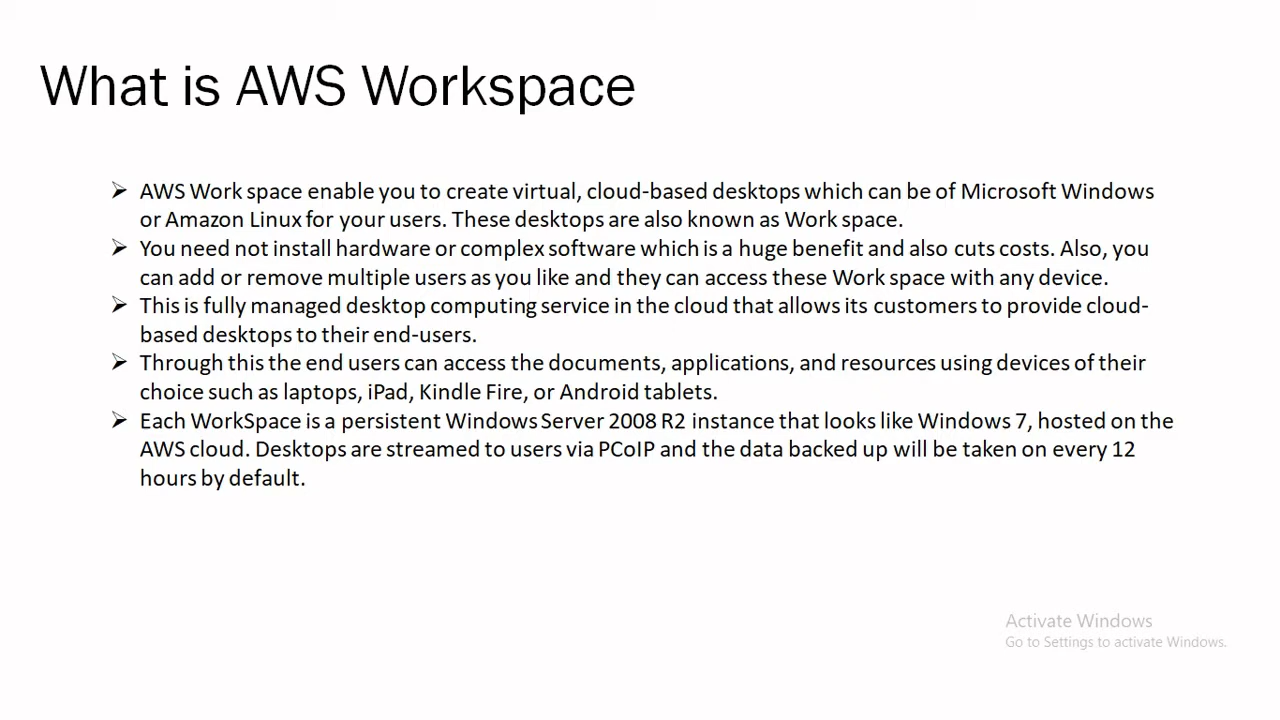 What is AWS Workspace
➢ AWS Work space enable you to create virtual, cloud-based desktops which can be of Microsoft Windows
or Amazon Linux for your users. These desktops are also known as Work space.
➢ You need not install hardware or complex software which is a huge benefit and also cuts costs. Also, you
can add or remove multiple users as you like and they can access these Work space with any device.
➢ This is fully managed desktop computing service in the cloud that allows its customers to provide cloud-
based desktops to their end-users.
➢ Through this the end users can access the documents, applications, and resources using devices of their
choice such as laptops, iPad, Kindle Fire, or Android tablets.
➢ Each WorkSpace is a persistent Windows Server 2008 R2 instance that looks like Windows 7, hosted on the
AWS cloud. Desktops are streamed to users via PCoIP and the data backed up will be taken on every 12
hours by default.
Activate Windows
Go to Settings to activate Windows.